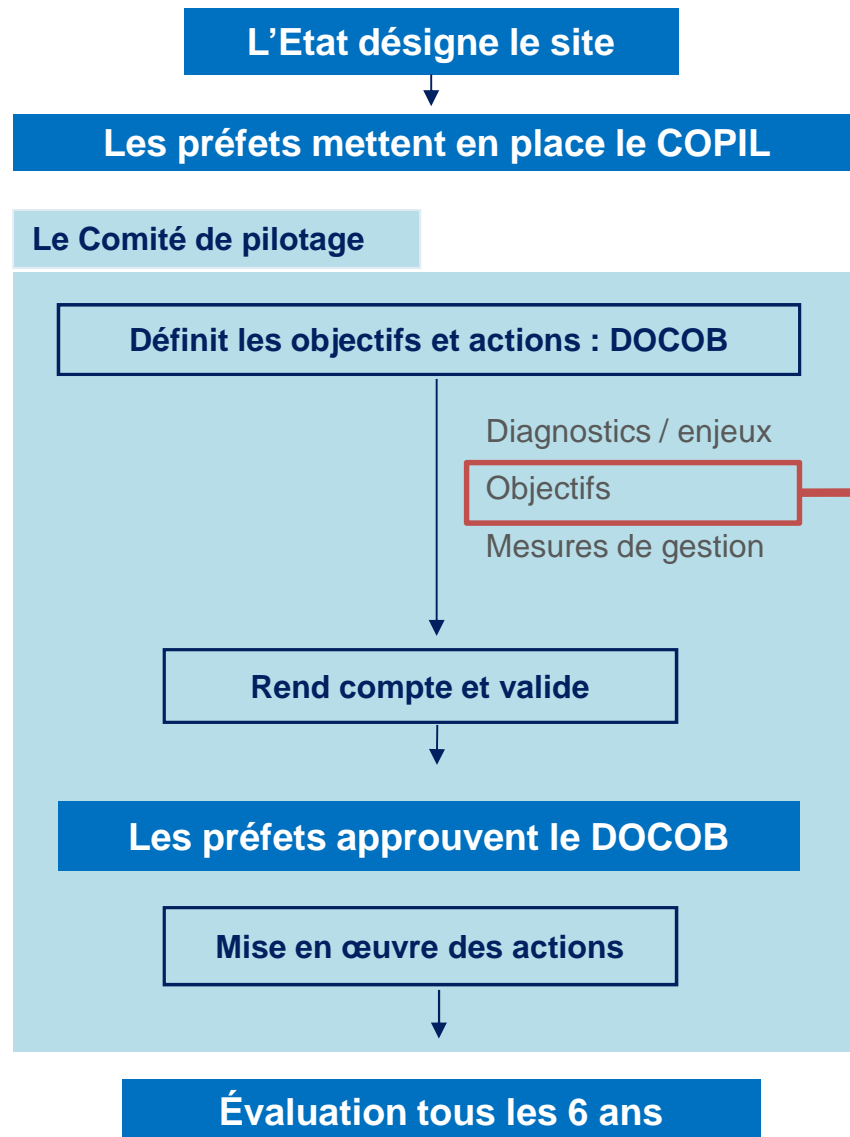 L’Etat désigne le site
Les préfets mettent en place le COPIL
Le Comité de pilotage
Définit les objectifs et actions : DOCOB
Diagnostics / enjeux
Objectifs
Mesures de gestion
Rend compte et valide
Les préfets approuvent le DOCOB
Mise en œuvre des actions
Évaluation tous les 6 ans